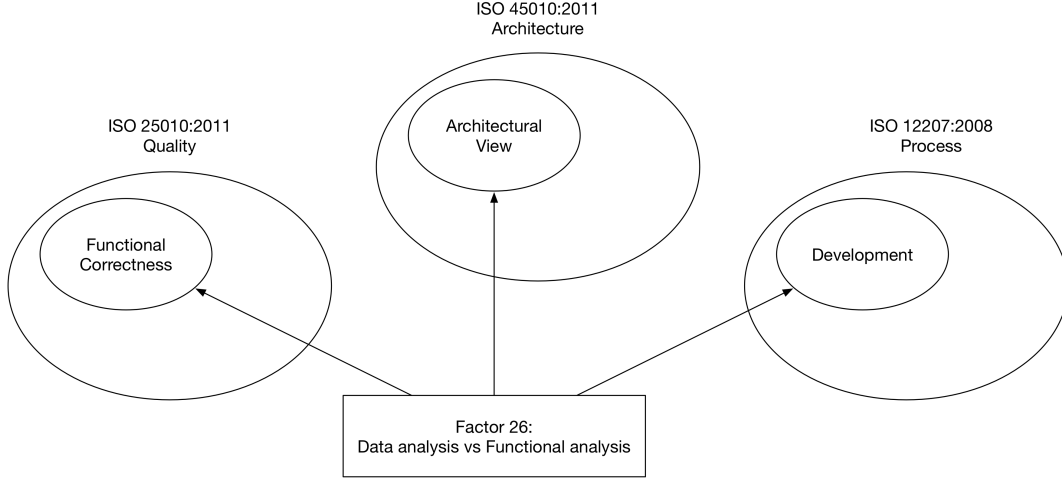 ISO 45010:2011
Architecture
Architectural
View
ISO 25010:2011
Quality
Functional
Correctness
ISO 12207:2008
Process
Development
Factor 26:
Data analysis vs Functional analysis